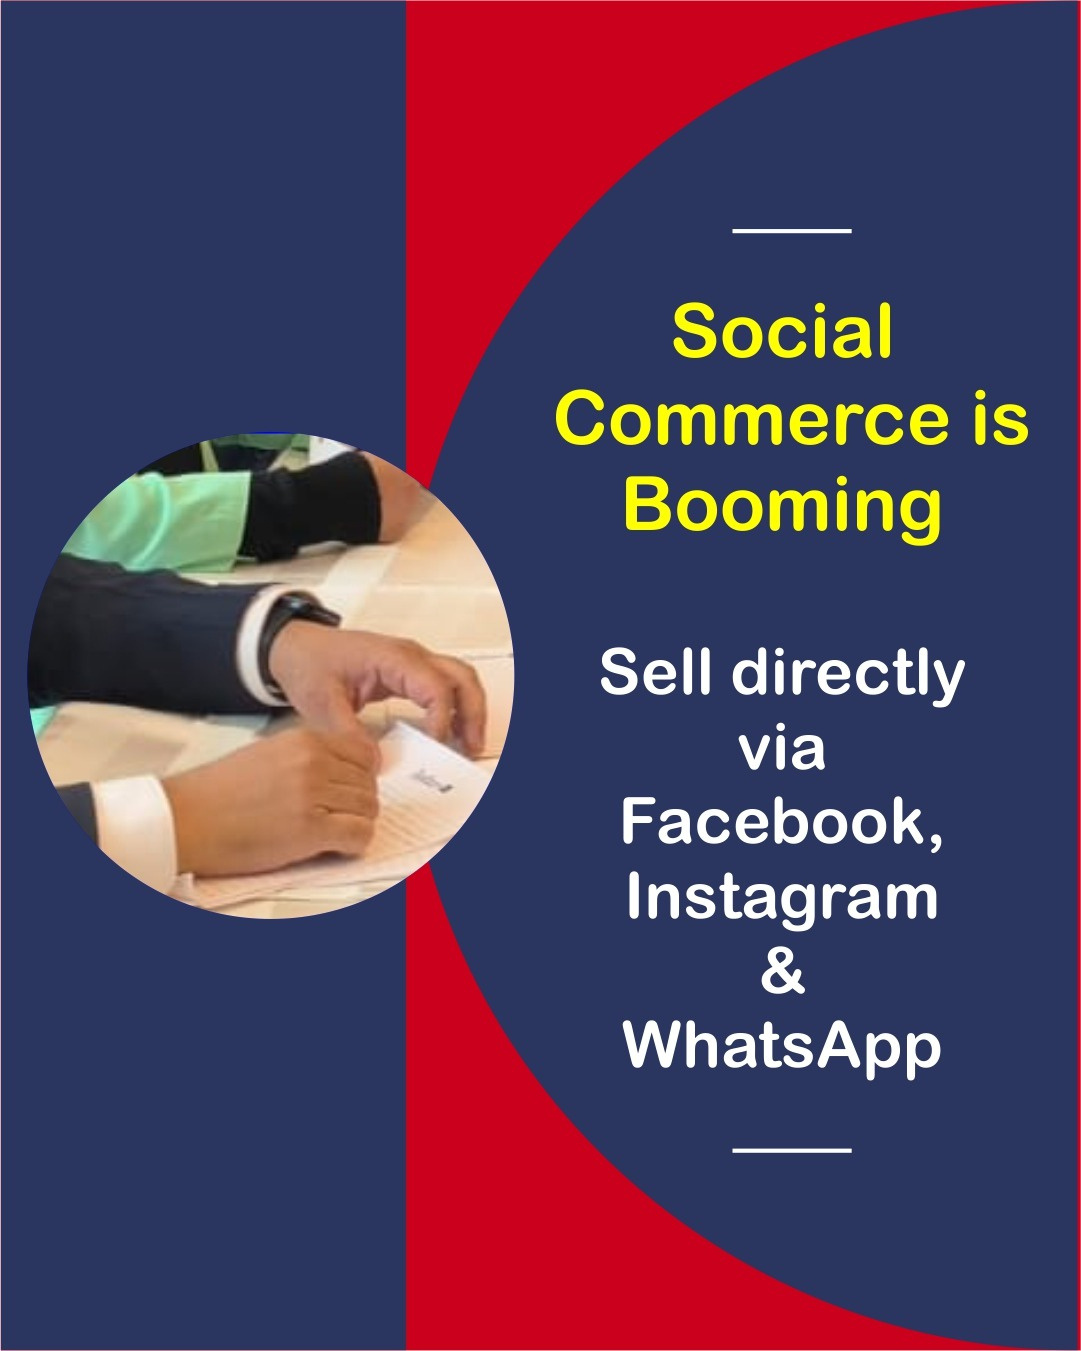 Social
Commerce is
Booming
Sell directly
via
Facebook,
Instagram
&
WhatsApp